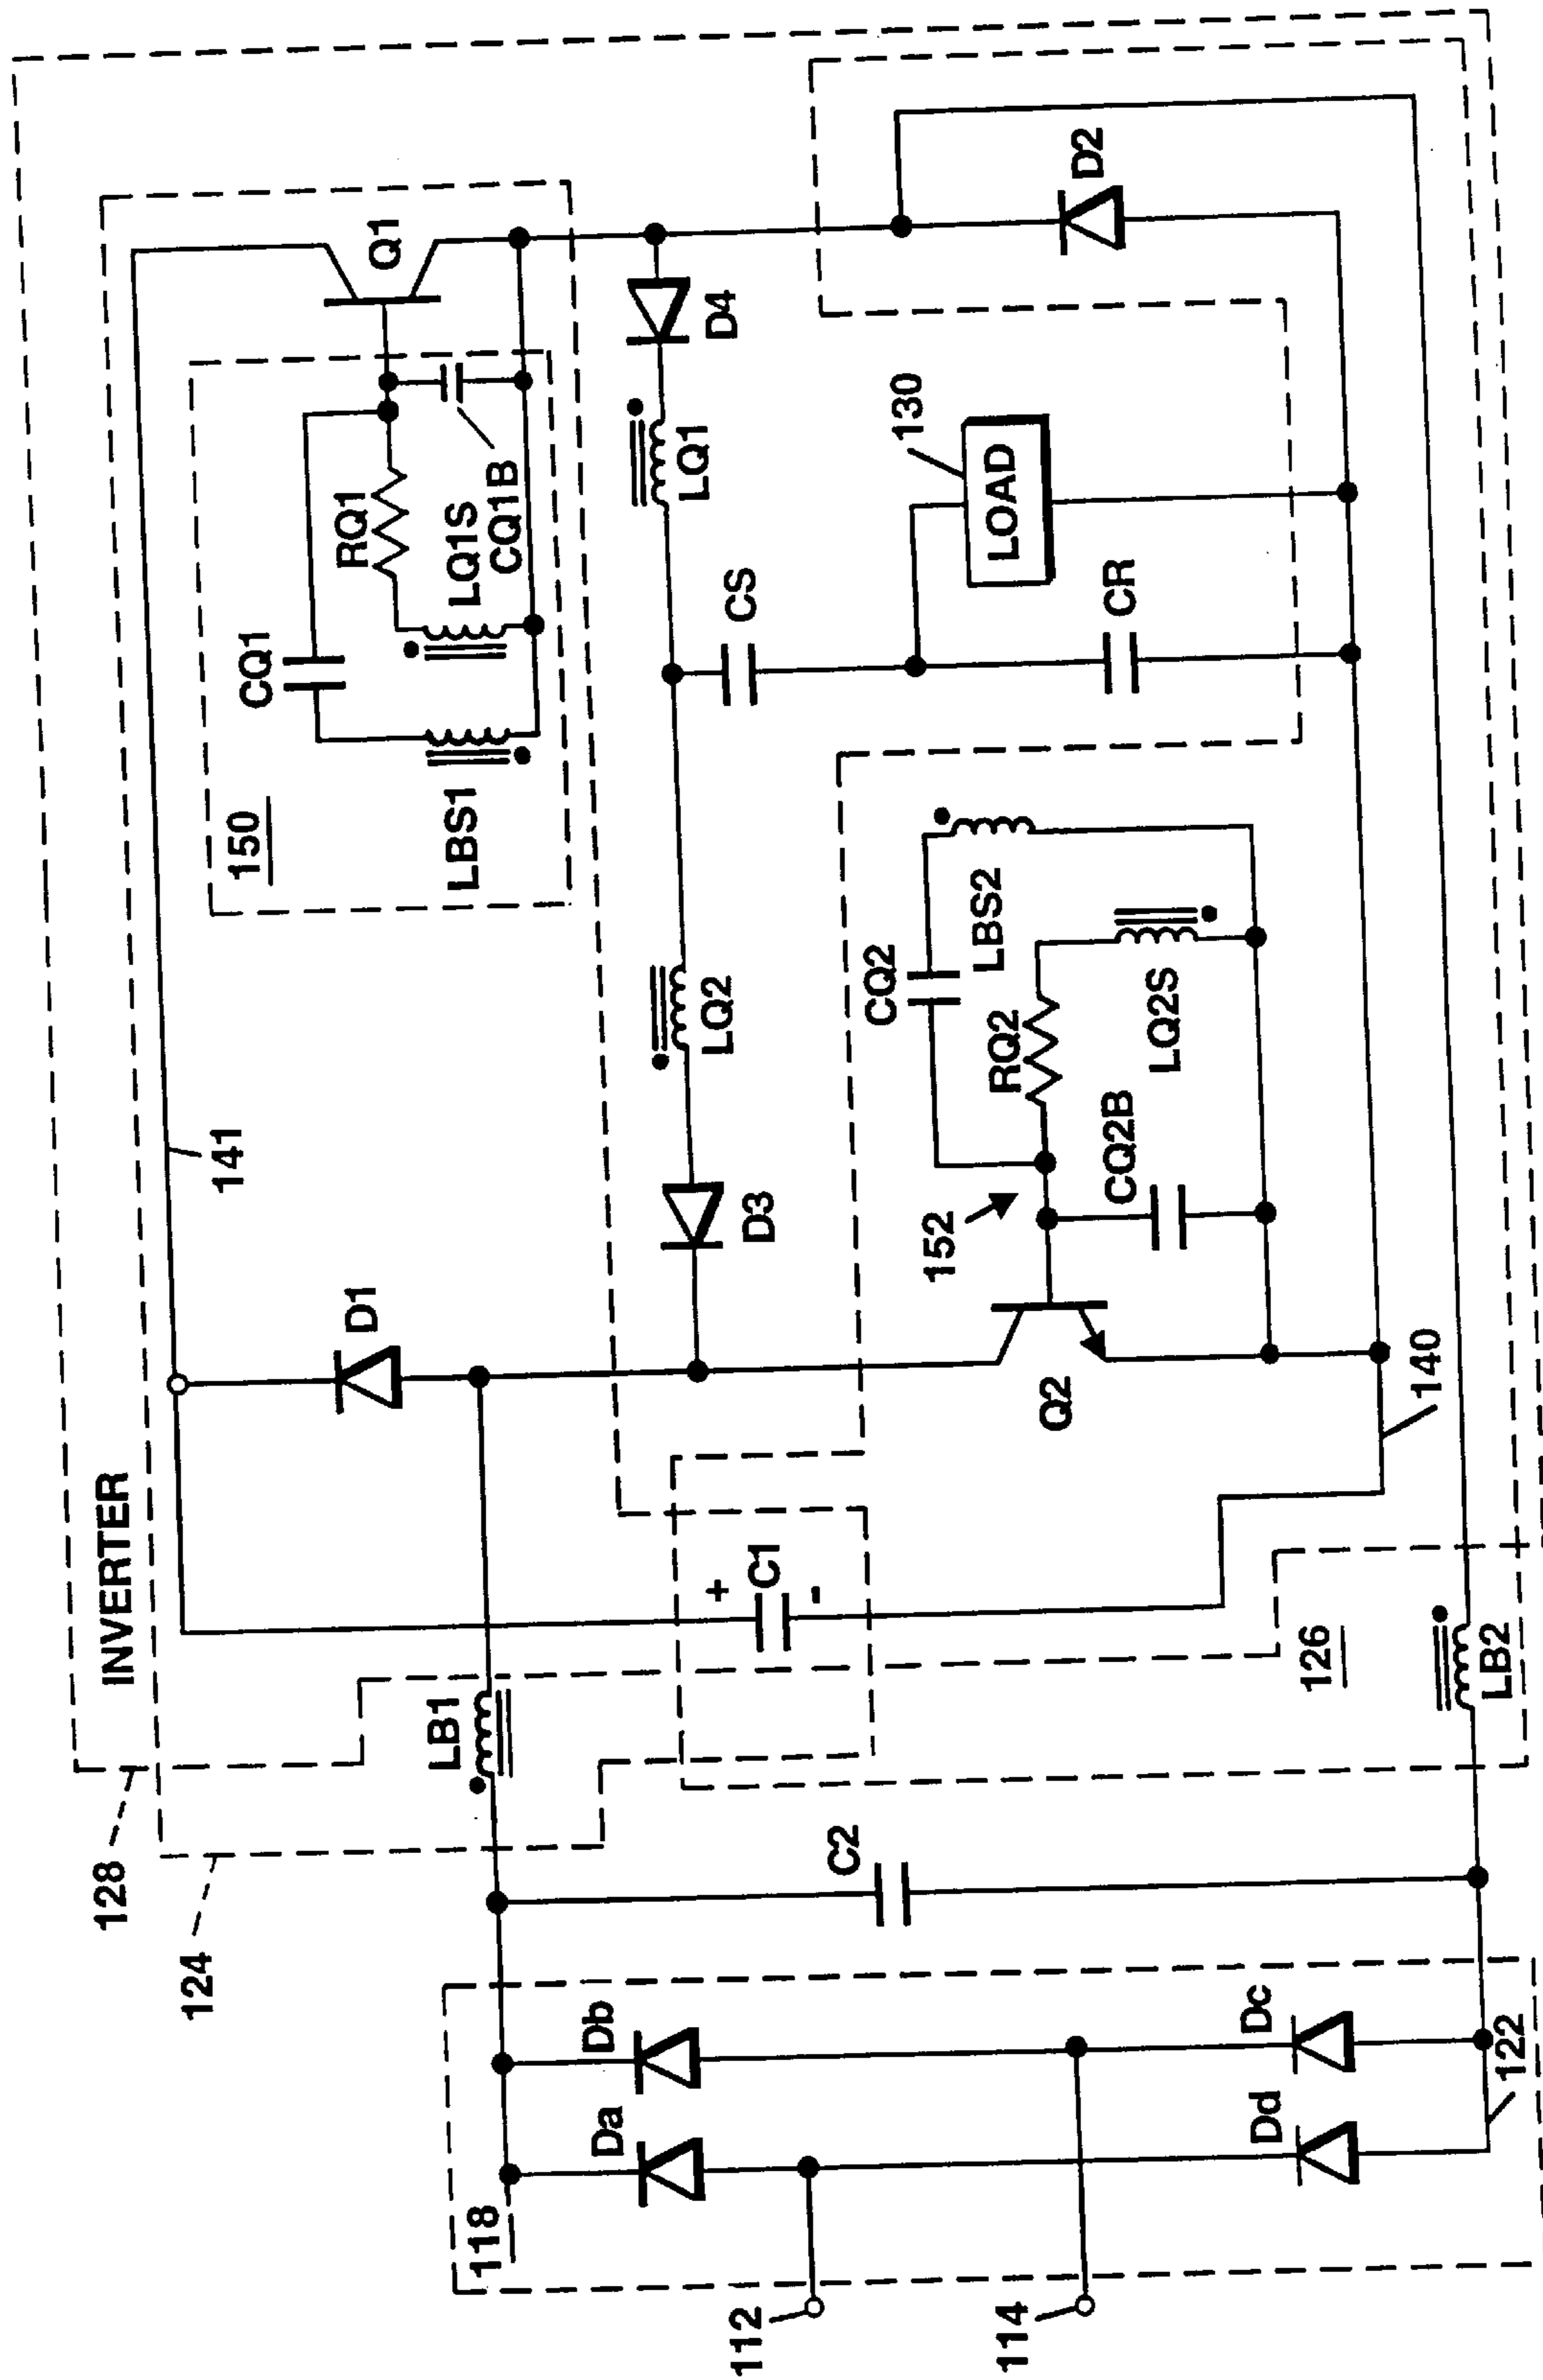 INVERTER
128
124
118
Da
Db
Dc
Dd
122
112
114
C2
LB1
LB2
126
C1
+
-
D1
141
140
150
LBS1
CQ1
RQ1
LQ1S
CQ1B
Q1
D3
LQ2
LQ1
D4
CS
CR
130
LOAD
D2
Q2
152
CQ2B
RQ2
CQ2
LBS2
LQ2S